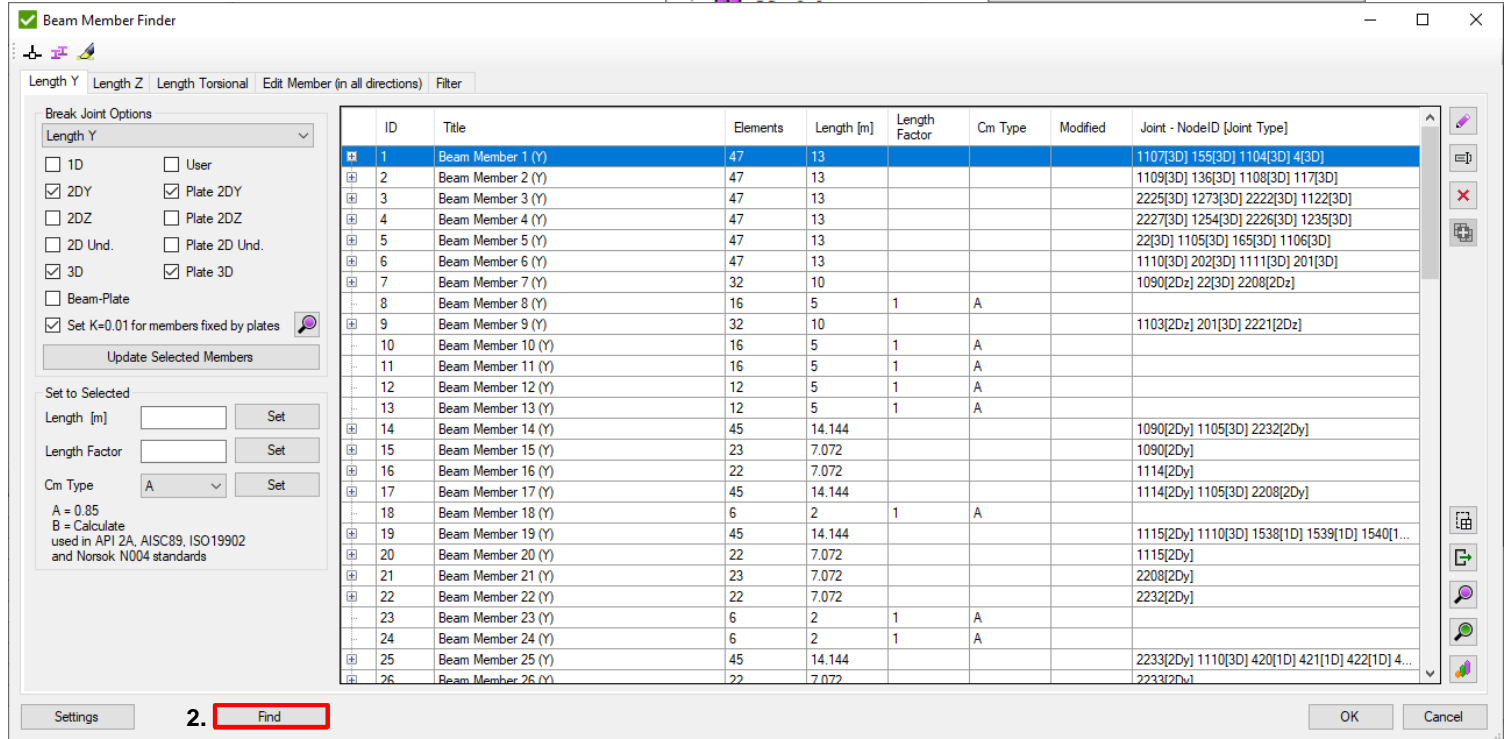 Beam Member Finder
Length Y Length Z Length Torsional Edit Member (in all directions) Filter
Break Joint Options
Length Y
1D User
2DY Plate 2DY
2DZ Plate 2DZ
2D Und. Plate 2D Und.
3D Plate 3D
Beam-Plate
Set K=0.01 for members fixed by plates
Update Selected Members
Set to Selected
Length [m] Set
Length Factor Set
Cm Type A Set
A = 0.85
B = Calculate
used in API 2A, AISC89, ISO19902
and Norsok N004 standards
ID Title Elements Length [m] Length Factor Cm Type Modified Joint - NodeID [Joint Type]
1 Beam Member 1 (Y) 47 13 1107[3D] 155[3D] 1104[3D] 4[3D]
2 Beam Member 2 (Y) 47 13 1109[3D] 136[3D] 1108[3D] 117[3D]
3 Beam Member 3 (Y) 47 13 2225[3D] 1273[3D] 2222[3D] 1122[3D]
4 Beam Member 4 (Y) 47 13 2227[3D] 1254[3D] 2226[3D] 1235[3D]
5 Beam Member 5 (Y) 47 13 22[3D] 1105[3D] 165[3D] 1106[3D]
6 Beam Member 6 (Y) 47 13 1110[3D] 202[3D] 1111[3D] 201[3D]
7 Beam Member 7 (Y) 32 10 1090[2Dz] 22[3D] 2208[2Dz]
8 Beam Member 8 (Y) 16 5 1 A
9 Beam Member 9 (Y) 32 10 1103[2Dz] 201[3D] 2221[2Dz]
10 Beam Member 10 (Y) 16 5 1 A
11 Beam Member 11 (Y) 16 5 1 A
12 Beam Member 12 (Y) 12 5 1 A
13 Beam Member 13 (Y) 12 5 1 A
14 Beam Member 14 (Y) 45 14.144 1090[2Dy] 1105[3D] 2232[2Dy]
15 Beam Member 15 (Y) 23 7.072 1090[2Dy]
16 Beam Member 16 (Y) 22 7.072 1114[2Dy]
17 Beam Member 17 (Y) 45 14.144 1114[2Dy] 1105[3D] 2208[2Dy]
18 Beam Member 18 (Y) 6 2 1 A
19 Beam Member 19 (Y) 45 14.144 1115[2Dy] 1110[3D] 1538[1D] 1539[1D] 1540[1...
20 Beam Member 20 (Y) 22 7.072 1115[2Dy]
21 Beam Member 21 (Y) 23 7.072 2208[2Dy]
22 Beam Member 22 (Y) 22 7.072 2232[2Dy]
23 Beam Member 23 (Y) 6 2 1 A
24 Beam Member 24 (Y) 6 2 1 A
25 Beam Member 25 (Y) 45 14.144 2233[2Dy] 1110[3D] 420[1D] 421[1D] 422[1D] 4...
26 Beam Member 26 (Y) 22 7.072 2233[2Dy]
Settings 2. Find OK Cancel